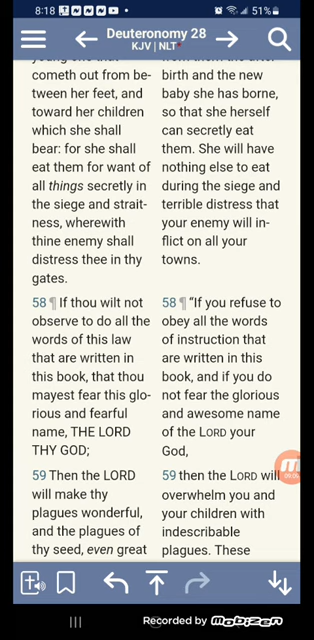 8:18
51%
Deuteronomy 28
KJV | NLT*
cometh out from be-
tween her feet, and
toward her children
which she shall
bear: for she shall
eat them for want of
all things secretly in
the siege and strait-
ness, wherewith
thine enemy shall
distress thee in thy
gates.
58 ¶ If thou wilt not
observe to do all the
words of this law
that are written in
this book, that thou
mayest fear this glo-
rious and fearful
name, THE LORD
THY GOD;
59 Then the LORD
will make thy
plagues wonderful,
and the plagues of
thy seed, even great
birth and the new
baby she has borne,
so that she herself
can secretly eat
them. She will have
nothing else to eat
during the siege and
terrible distress that
your enemy will in-
flict on all your
towns.
58 ¶ “If you refuse to
obey all the words
of instruction that
are written in this
book, and if you do
not fear the glorious
and awesome name
of the LORD your
God,
59 then the LORD will
overwhelm you and
your children with
indescribable
plagues. These
Recorded by Mobizen